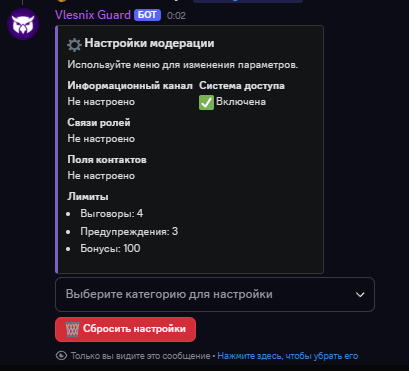 Vlesnix Guard БОТ 0:02
Настройки модерации
Используйте меню для изменения параметров.
Информационный канал Система доступа
Не настроено ✅ Включена
Связи ролей
Не настроено
Поля контактов
Не настроено
Лимиты
• Выговоры: 4
• Предупреждения: 3
• Бонусы: 100
Выберите категорию для настройки
Сбросить настройки
Только вы видите это сообщение • Нажмите здесь, чтобы убрать его